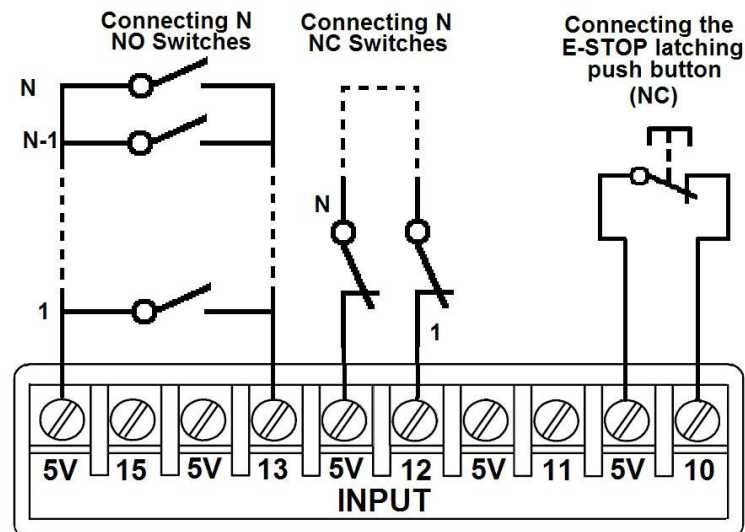 Connecting N
NO Switches
Connecting N
NC Switches
Connecting the
E-STOP latching
push button
(NC)
N
N-1
1
N
1
5V 15 5V 13 5V 12 5V 11 5V 10
INPUT